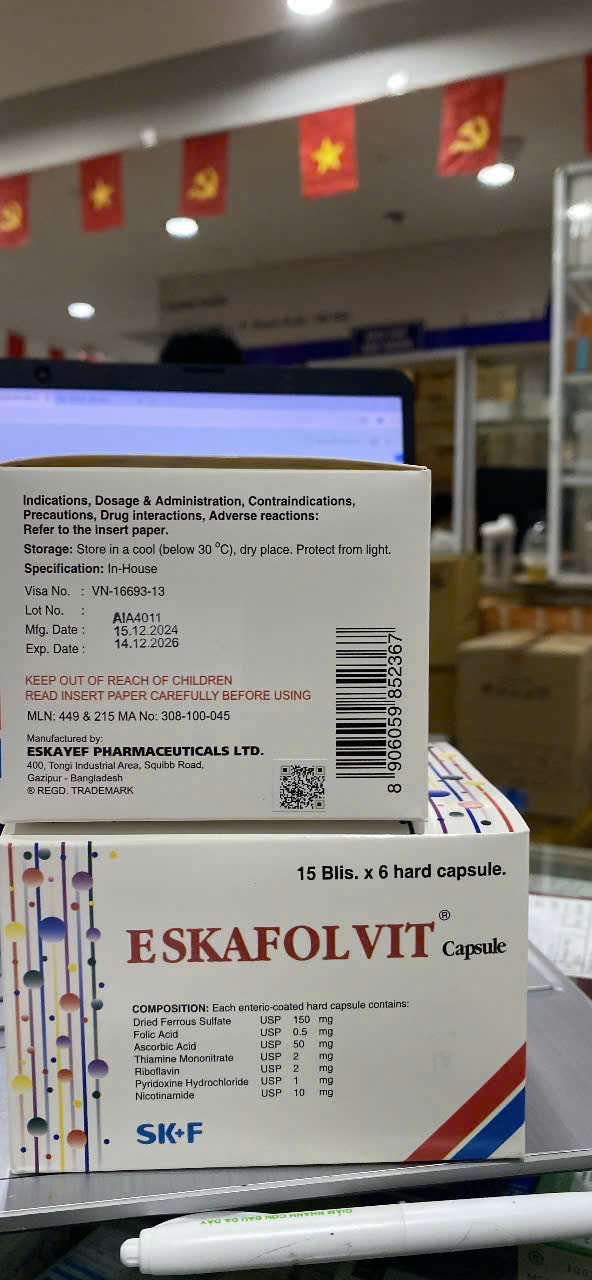 Indications, Dosage & Administration, Contraindications,
Precautions, Drug interactions, Adverse reactions:
Refer to the insert paper.
Storage: Store in a cool (below 30 °C), dry place. Protect from light.
Specification: In-House
Visa No. : VN-16693-13
Lot No. : AIA4011
Mfg. Date : 15.12.2024
Exp. Date : 14.12.2026
KEEP OUT OF REACH OF CHILDREN
READ INSERT PAPER CAREFULLY BEFORE USING
MLN: 449 & 215 MA No: 308-100-045
Manufactured by:
ESKAYEF PHARMACEUTICALS LTD.
400, Tongi Industrial Area, Squibb Road,
Gazipur - Bangladesh
® REGD. TRADEMARK
8 906059 852367
15 Blis. x 6 hard capsule.
ESKAFOLVIT® Capsule
COMPOSITION: Each enteric-coated hard capsule contains:
Dried Ferrous Sulfate USP 150 mg
Folic Acid USP 0.5 mg
Ascorbic Acid USP 50 mg
Thiamine Mononitrate USP 2 mg
Riboflavin USP 2 mg
Pyridoxine Hydrochloride USP 1 mg
Nicotinamide USP 10 mg
SK+F
GIẢM NHANH CƠN ĐAU DẠ DÀY